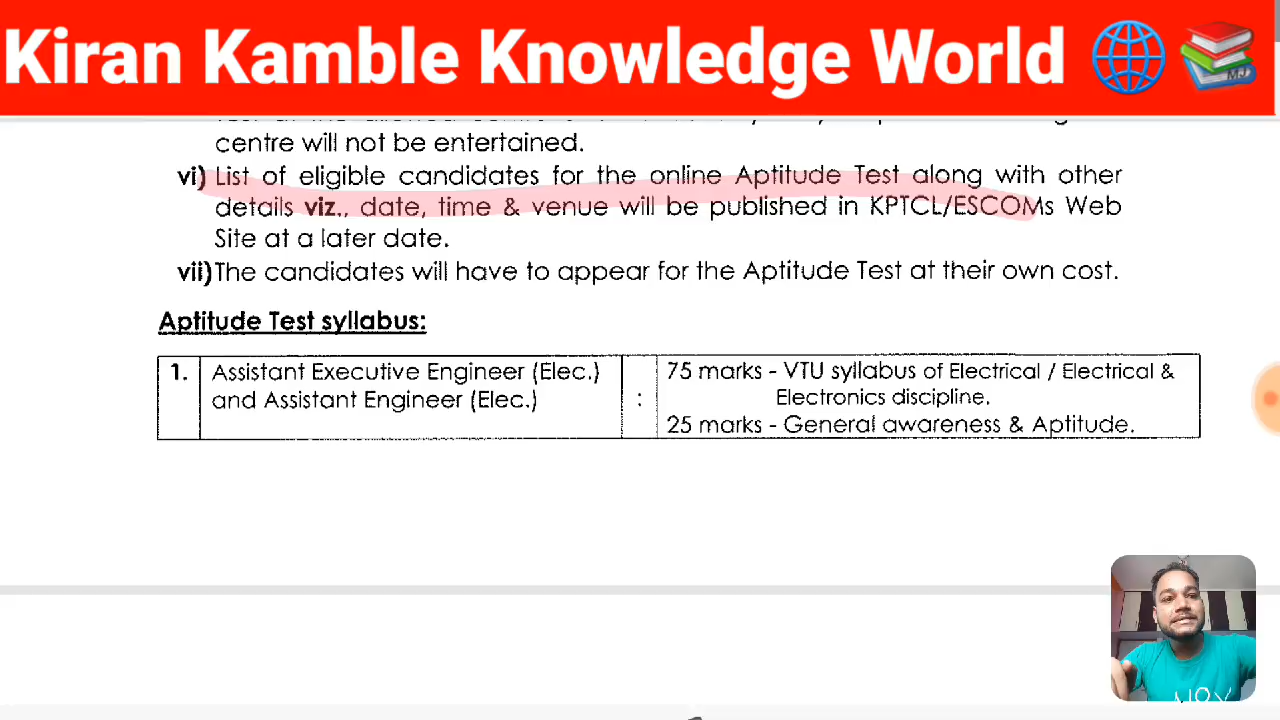 Kiran Kamble Knowledge World
MJ
centre will not be entertained.
vi) List of eligible candidates for the online Aptitude Test along with other
details viz., date, time & venue will be published in KPTCL/ESCOMs Web
Site at a later date.
vii) The candidates will have to appear for the Aptitude Test at their own cost.
Aptitude Test syllabus:
1. Assistant Executive Engineer (Elec.)
and Assistant Engineer (Elec.)
:
75 marks - VTU syllabus of Electrical / Electrical &
Electronics discipline.
25 marks - General awareness & Aptitude.